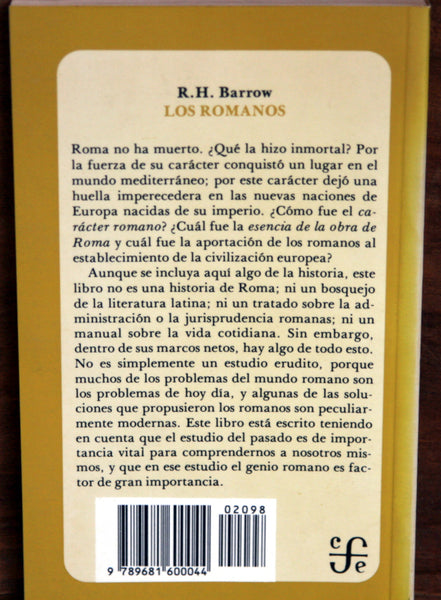 R.H. Barrow
LOS ROMANOS
Roma no ha muerto. ¿Qué la hizo inmortal? Por
la fuerza de su carácter conquistó un lugar en el
mundo mediterráneo; por este carácter dejó una
huella imperecedera en las nuevas naciones de
Europa nacidas de su imperio. ¿Cómo fue el ca-
rácter romano? ¿Cuál fue la esencia de la obra de
Roma y cuál fue la aportación de los romanos al
establecimiento de la civilización europea?
Aunque se incluya aquí algo de la historia, este
libro no es una historia de Roma; ni un bosquejo
de la literatura latina; ni un tratado sobre la ad-
ministración o la jurisprudencia romanas; ni un
manual sobre la vida cotidiana. Sin embargo,
dentro de sus marcos netos, hay algo de todo esto.
No es simplemente un estudio erudito, porque
muchos de los problemas del mundo romano son
los problemas de hoy día, y algunas de las solu-
ciones que propusieron los romanos son peculiar-
mente modernas. Este libro está escrito teniendo
en cuenta que el estudio del pasado es de impor-
tancia vital para comprendernos a nosotros mis-
mos, y que en ese estudio el genio romano es fac-
tor de gran importancia.
02098
9 789681 600044
cfe